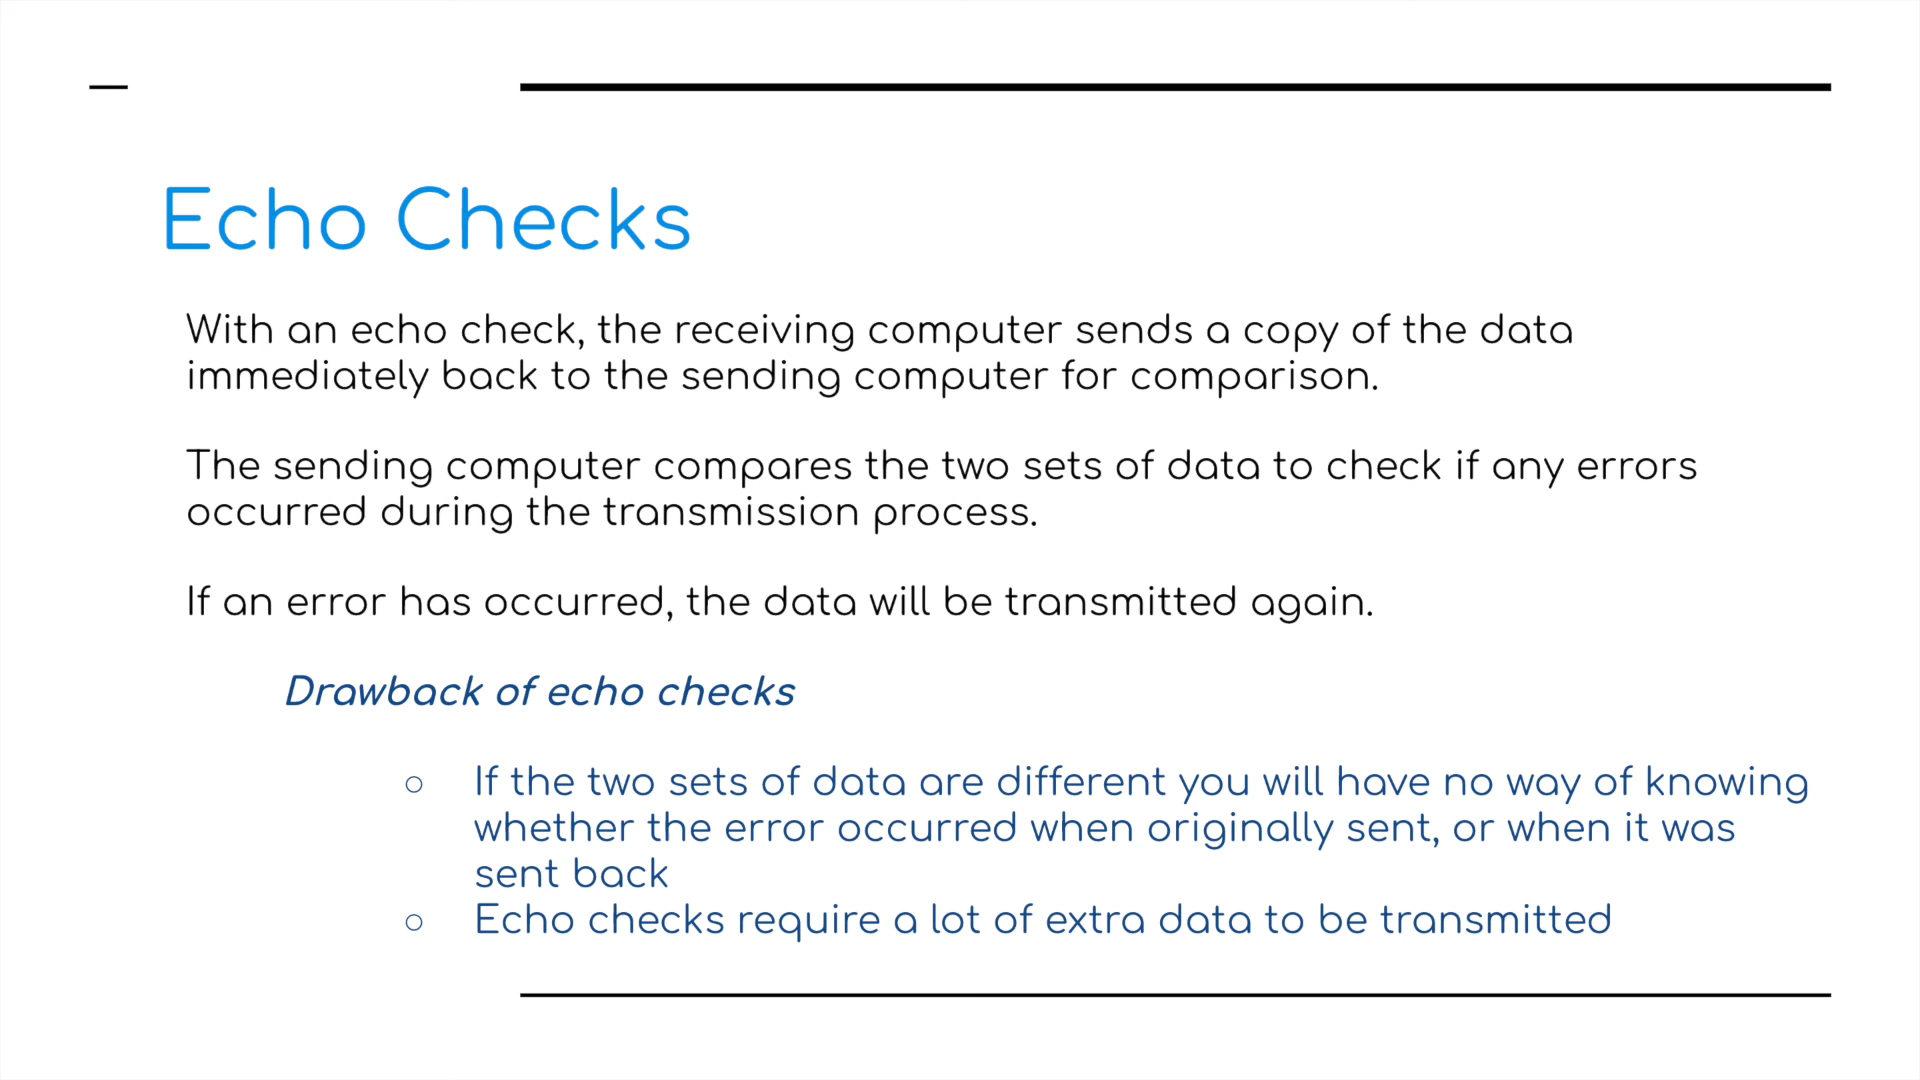 Echo Checks
With an echo check, the receiving computer sends a copy of the data
immediately back to the sending computer for comparison.
The sending computer compares the two sets of data to check if any errors
occurred during the transmission process.
If an error has occurred, the data will be transmitted again.
Drawback of echo checks
○ If the two sets of data are different you will have no way of knowing
whether the error occurred when originally sent, or when it was
sent back
○ Echo checks require a lot of extra data to be transmitted